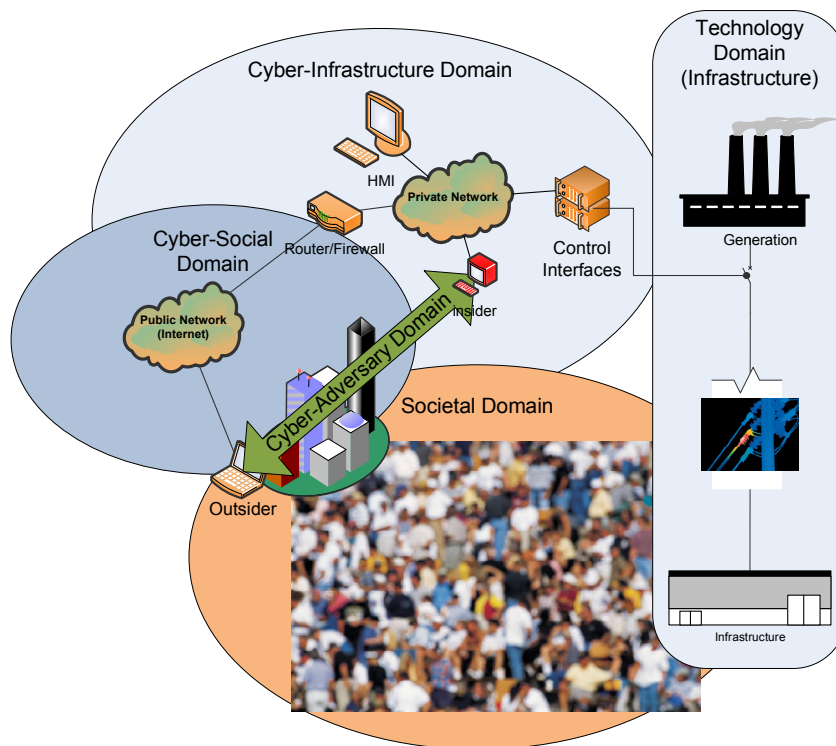 Technology
Domain
(Infrastructure)
Cyber-Infrastructure Domain
HMI
Private Network
Generation
Cyber-Social
Domain
Router/Firewall
Control
Interfaces
Public Network
(Internet)
insider
Cyber-Adversary Domain
Societal Domain
Outsider
Infrastructure